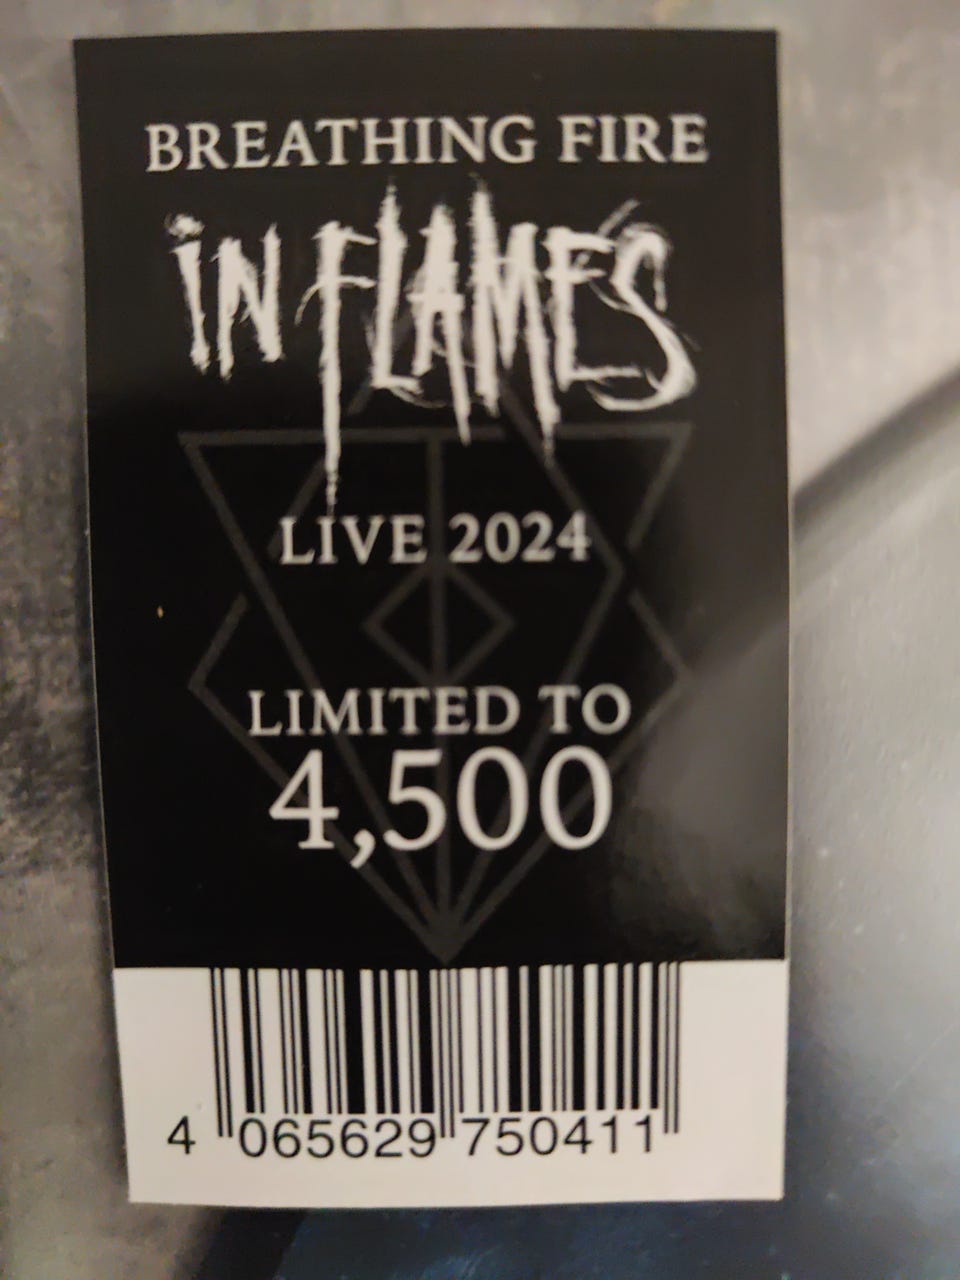 BREATHING FIRE
iN FLAMES
LIVE 2024
LIMITED TO
4,500
4 065629 750411